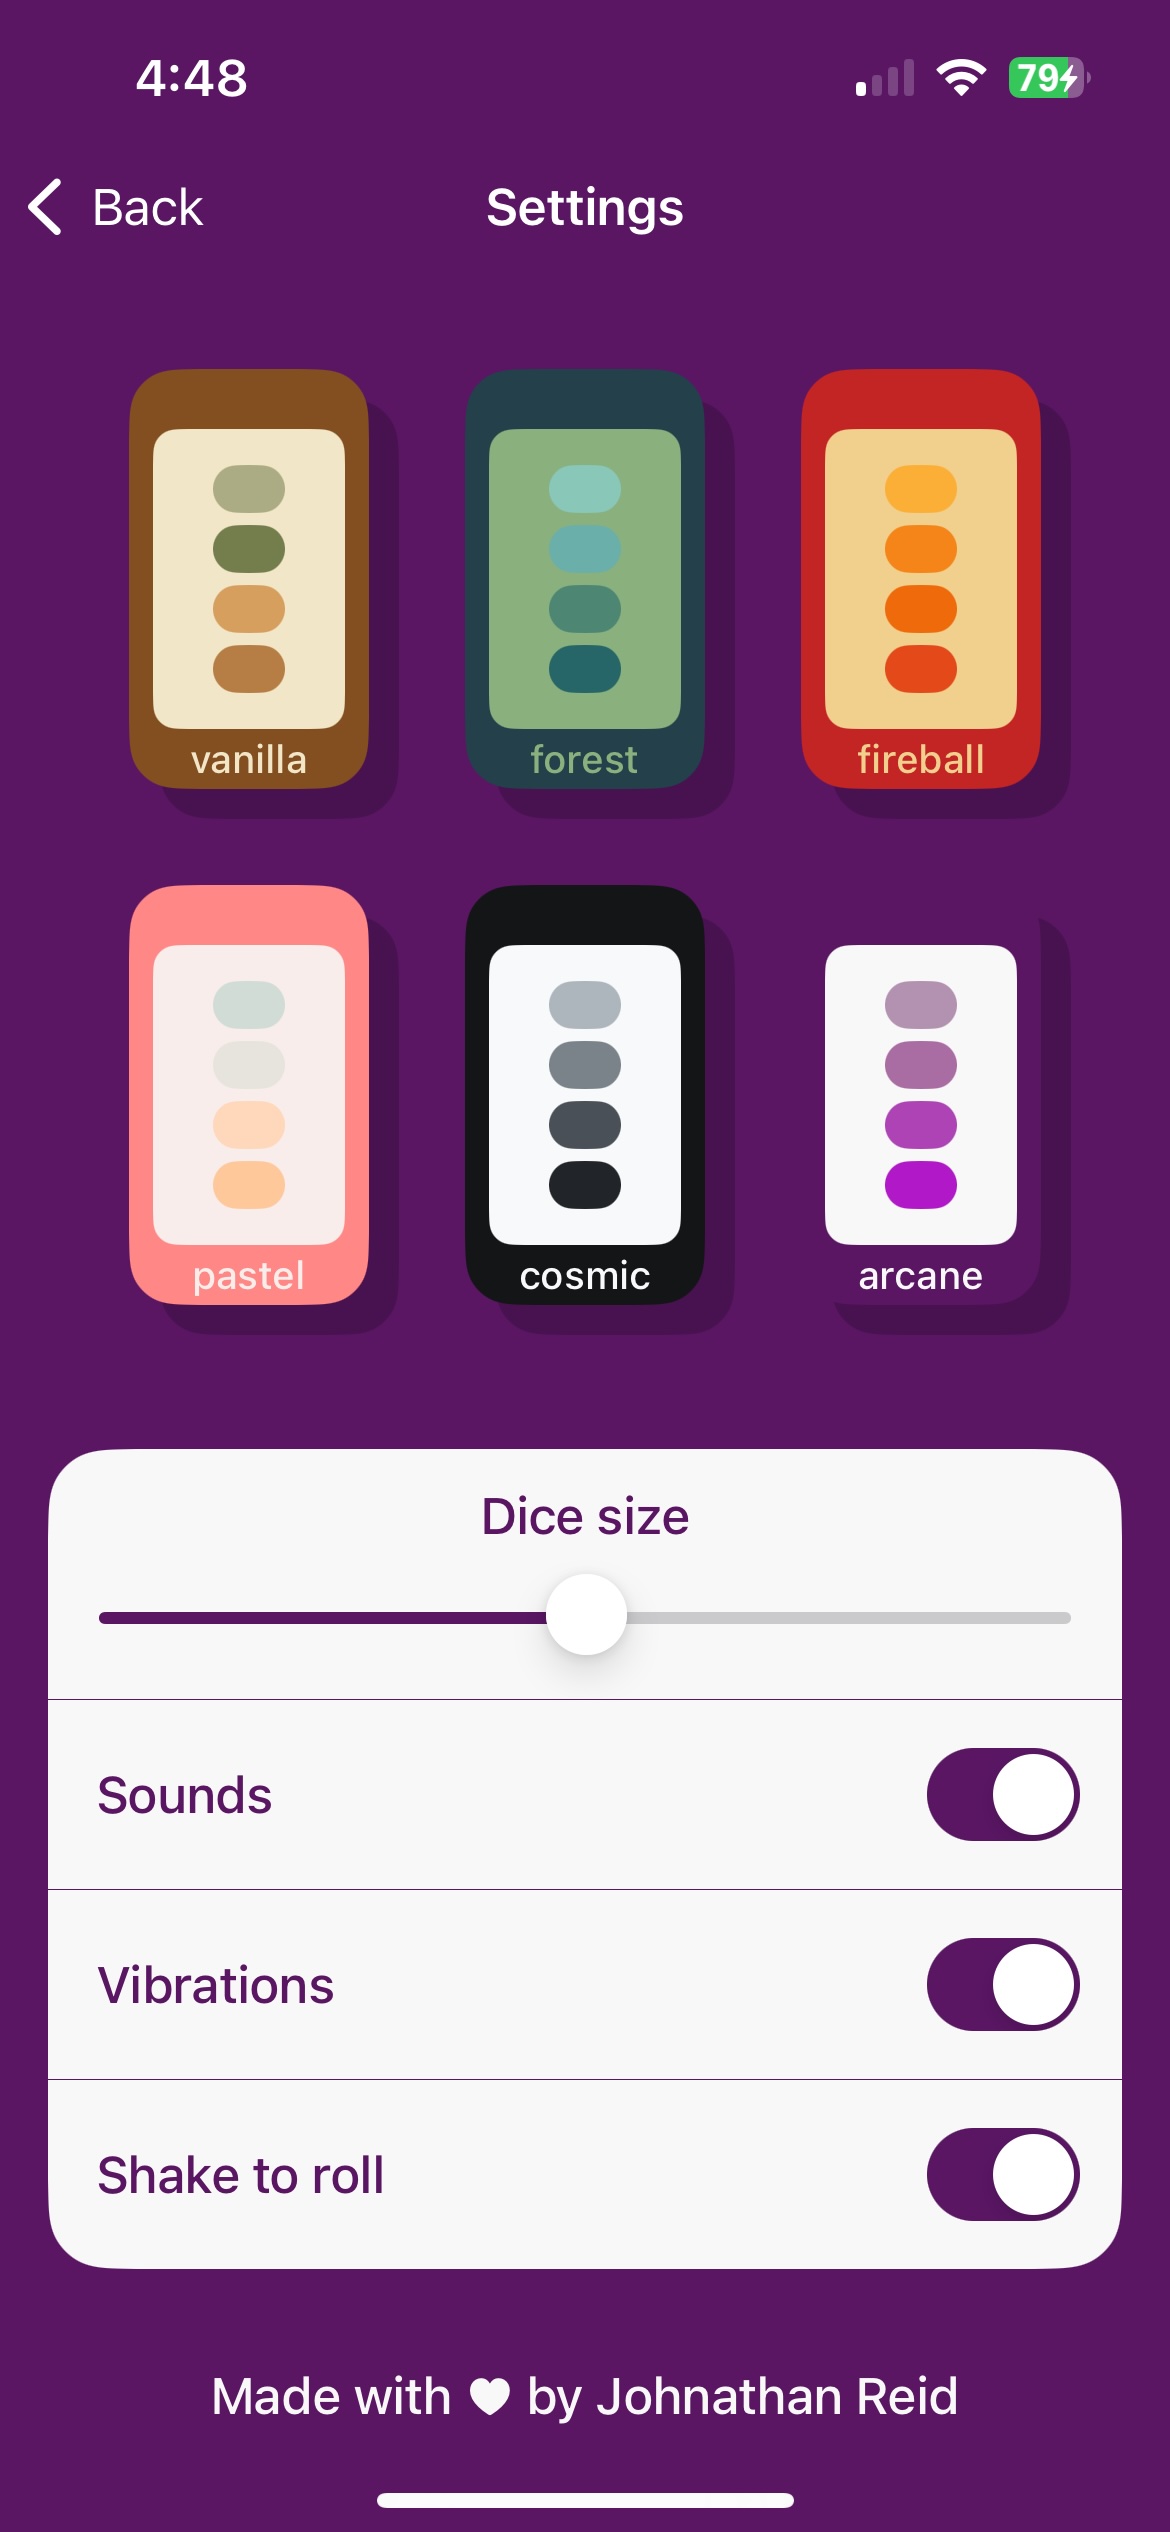 4:48
79
Back
Settings
vanilla
forest
fireball
pastel
cosmic
arcane
Dice size
Sounds
Vibrations
Shake to roll
Made with ♥ by Johnathan Reid